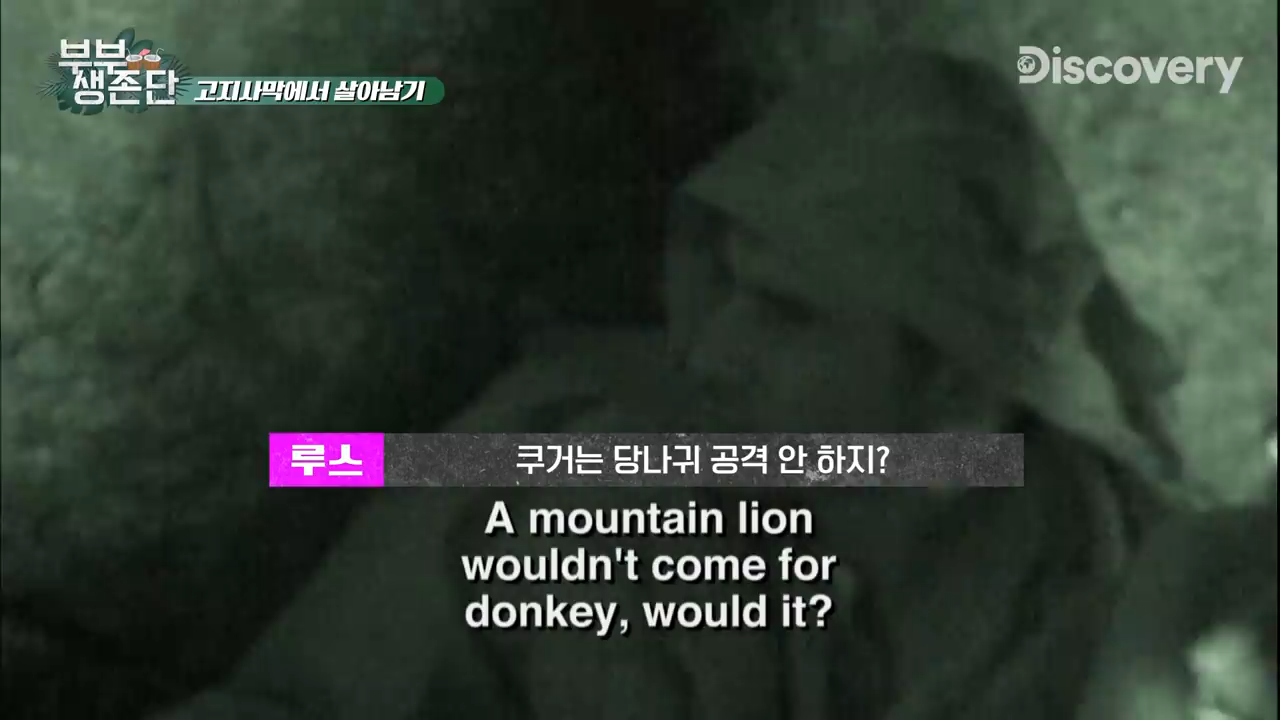 부부
생존단
고지사막에서 살아남기
Discovery
루스
쿠거는 당나귀 공격 안 하지?
A mountain lion
wouldn't come for
donkey, would it?